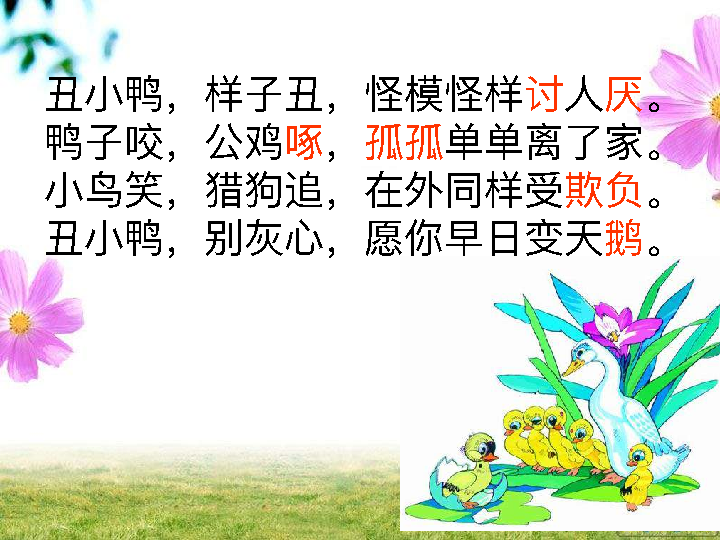 丑小鸭，样子丑，怪模怪样讨人厌。
鸭子咬，公鸡啄，孤孤单单离了家。
小鸟笑，猎狗追，在外同样受欺负。
丑小鸭，别灰心，愿你早日变天鹅。